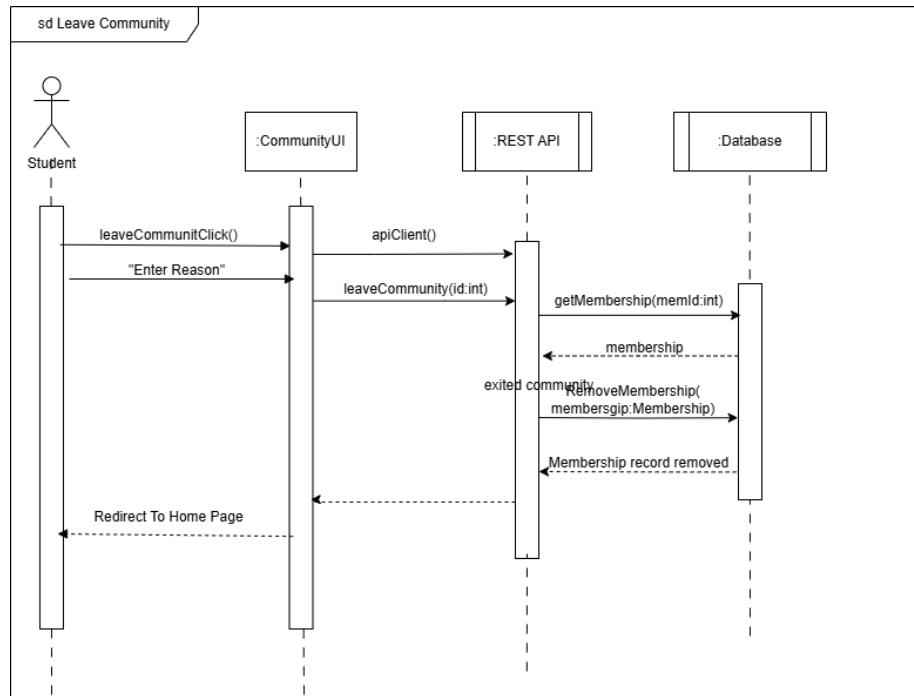 sd Leave Community
Student
:CommunityUI
:REST API
:Database
leaveCommunitClick()
apiClient()
"Enter Reason"
leaveCommunity(id:int)
getMembership(memId:int)
membership
exited community
RemoveMembership(
membersgip:Membership)
Membership record removed
Redirect To Home Page